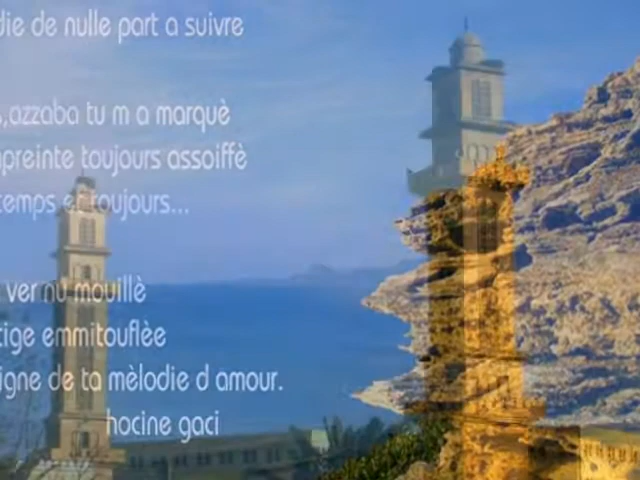 die de nulle part a suivre
,azzaba tu m a marquè
preinte toujours assoiffè
temps et toujours...
ver nu mouillè
tige emmitouflèe
igne de ta mèlodie d amour.
hocine gaci